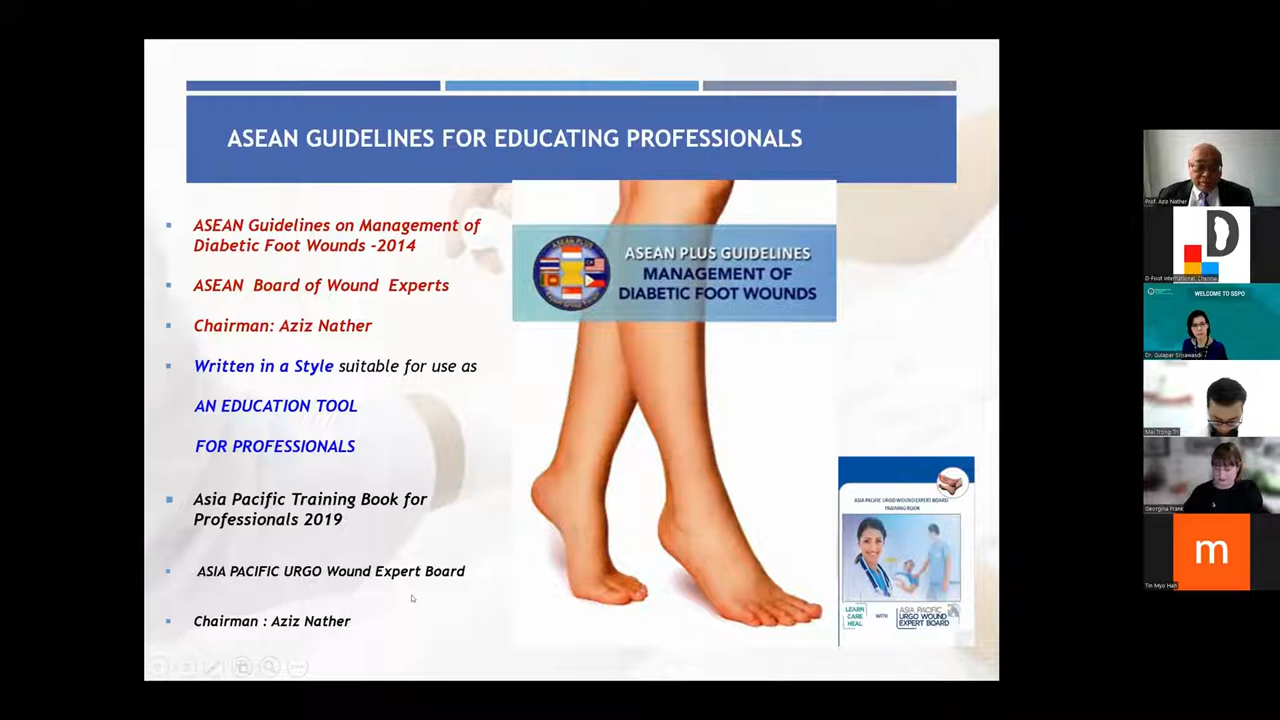 ASEAN GUIDELINES FOR EDUCATING PROFESSIONALS
ASEAN Guidelines on Management of
Diabetic Foot Wounds -2014
ASEAN Board of Wound Experts
Chairman: Aziz Nather
Written in a Style suitable for use as
AN EDUCATION TOOL
FOR PROFESSIONALS
Asia Pacific Training Book for
Professionals 2019
ASIA PACIFIC URGO Wound Expert Board
Chairman : Aziz Nather
ASEAN PLUS
ASEAN PLUS GUIDELINES
MANAGEMENT OF
DIABETIC FOOT WOUNDS
ASIA PACIFIC URGO WOUND EXPERT BOARD
TRAINING BOOK
LEARN
CARE
HEAL
WITH
ASIA PACIFIC
URGO WOUND
EXPERT BOARD
Prof. Aziz Nather
D
D-Foot International, Chennai
WELCOME TO SSPO
Dr. Gulapar Srisawasdi
Mai Trong Tri
Georgina Frank
m
Tin Myo Han